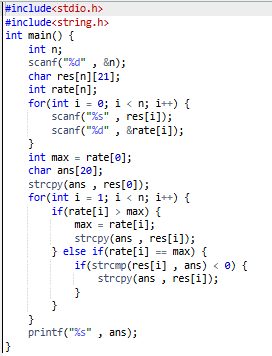 #include<stdio.h>
#include<string.h>
int main() {
    int n;
    scanf("%d" , &n);
    char res[n][21];
    int rate[n];
    for(int i = 0; i < n; i++) {
        scanf("%s" , res[i]);
        scanf("%d" , &rate[i]);
    }
    int max = rate[0];
    char ans[20];
    strcpy(ans , res[0]);
    for(int i = 1; i < n; i++) {
        if(rate[i] > max) {
            max = rate[i];
            strcpy(ans , res[i]);
        } else if(rate[i] == max) {
            if(strcmp(res[i] , ans) < 0) {
                strcpy(ans , res[i]);
            }
        }
    }
    printf("%s" , ans);
}